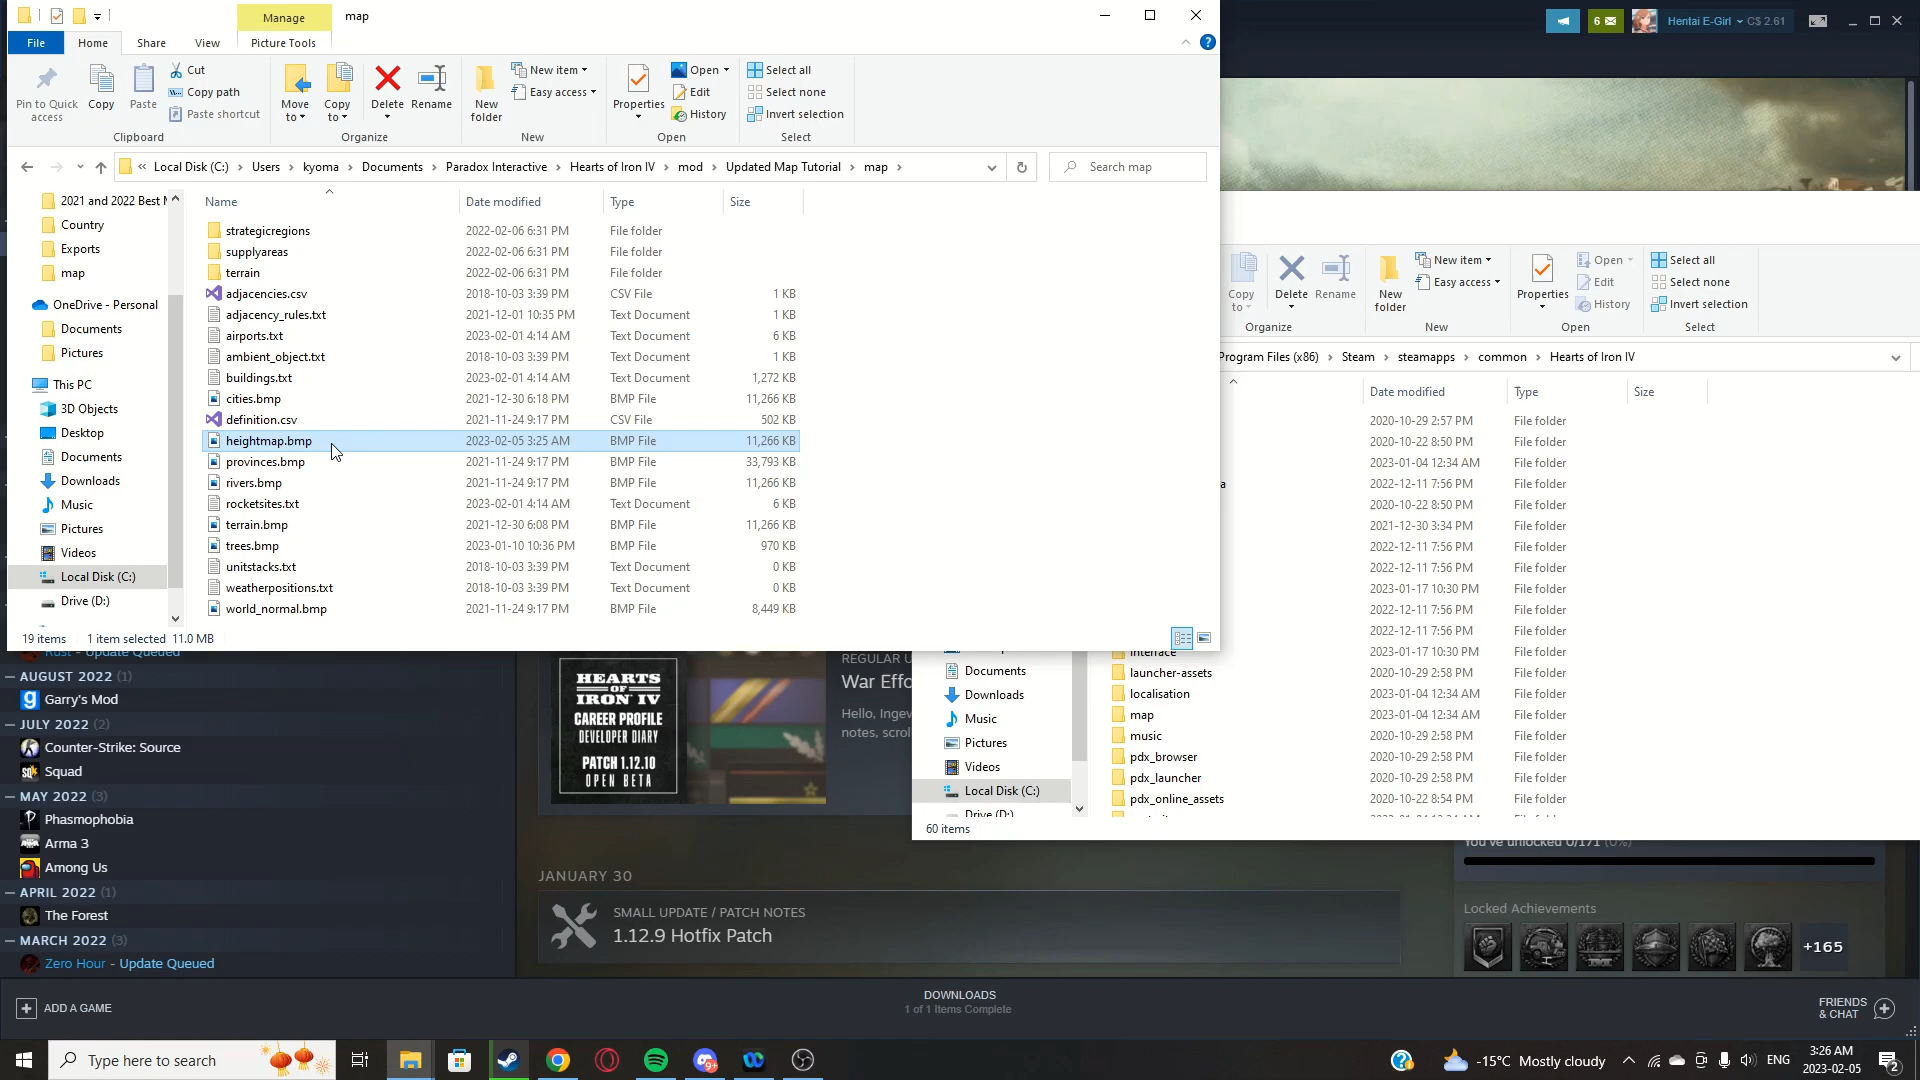 Manage
map
File
Home
Share
View
Picture Tools
Pin to Quick access
Copy
Paste
Cut
Copy path
Paste shortcut
Clipboard
Move to
Copy to
Delete
Rename
Organize
New folder
New item
Easy access
New
Properties
Open
Edit
History
Open
Select all
Select none
Invert selection
Select
« Local Disk (C:) › Users › kyoma › Documents › Paradox Interactive › Hearts of Iron IV › mod › Updated Map Tutorial › map ›
Search map
2021 and 2022 Best
Country
Exports
map
OneDrive - Personal
Documents
Pictures
This PC
3D Objects
Desktop
Documents
Downloads
Music
Pictures
Videos
Local Disk (C:)
Drive (D:)
Name Date modified Type Size
strategicregions 2022-02-06 6:31 PM File folder
supplyareas 2022-02-06 6:31 PM File folder
terrain 2022-02-06 6:31 PM File folder
adjacencies.csv 2018-10-03 3:39 PM CSV File 1 KB
adjacency_rules.txt 2021-12-01 10:35 PM Text Document 1 KB
airports.txt 2023-02-01 4:14 AM Text Document 6 KB
ambient_object.txt 2018-10-03 3:39 PM Text Document 1 KB
buildings.txt 2023-02-01 4:14 AM Text Document 1,272 KB
cities.bmp 2021-12-30 6:18 PM BMP File 11,266 KB
definition.csv 2021-11-24 9:17 PM CSV File 502 KB
heightmap.bmp 2023-02-05 3:25 AM BMP File 11,266 KB
provinces.bmp 2021-11-24 9:17 PM BMP File 33,793 KB
rivers.bmp 2021-11-24 9:17 PM BMP File 11,266 KB
rocketsites.txt 2023-02-01 4:14 AM Text Document 6 KB
terrain.bmp 2021-12-30 6:08 PM BMP File 11,266 KB
trees.bmp 2023-01-10 10:36 PM BMP File 970 KB
unitstacks.txt 2018-10-03 3:39 PM Text Document 0 KB
weatherpositions.txt 2018-10-03 3:39 PM Text Document 0 KB
world_normal.bmp 2021-11-24 9:17 PM BMP File 8,449 KB
19 items 1 item selected 11.0 MB
6
Hentai E-Girl C$ 2.61
Copy to
Delete
Rename
Organize
New folder
New item
Easy access
New
Properties
Open
Edit
History
Open
Select all
Select none
Invert selection
Select
Program Files (x86) › Steam › steamapps › common › Hearts of Iron IV
Date modified Type Size
2020-10-29 2:57 PM File folder
2020-10-22 8:50 PM File folder
2023-01-04 12:34 AM File folder
a 2022-12-11 7:56 PM File folder
2020-10-22 8:50 PM File folder
2021-12-30 3:34 PM File folder
2022-12-11 7:56 PM File folder
2022-12-11 7:56 PM File folder
2023-01-17 10:30 PM File folder
2022-12-11 7:56 PM File folder
2022-12-11 7:56 PM File folder
interface 2023-01-17 10:30 PM File folder
launcher-assets 2020-10-29 2:58 PM File folder
localisation 2023-01-04 12:34 AM File folder
map 2023-01-04 12:34 AM File folder
music 2020-10-29 2:58 PM File folder
pdx_browser 2020-10-29 2:58 PM File folder
pdx_launcher 2020-10-29 2:58 PM File folder
pdx_online_assets 2020-10-22 8:54 PM File folder
Documents
Downloads
Music
Pictures
Videos
Local Disk (C:)
Drive (D:)
60 items
Rust - Update Queued
— AUGUST 2022 (1)
Garry's Mod
— JULY 2022 (2)
Counter-Strike: Source
Squad
— MAY 2022 (3)
Phasmophobia
Arma 3
Among Us
— APRIL 2022 (1)
The Forest
— MARCH 2022 (3)
Zero Hour - Update Queued
HEARTS OF IRON IV
CAREER PROFILE
DEVELOPER DIARY
PATCH 1.12.10
OPEN BETA
REGULAR U
War Effo
Hello, Ingev
notes, scrol
JANUARY 30
SMALL UPDATE / PATCH NOTES
1.12.9 Hotfix Patch
You've unlocked 0/171 (0%)
Locked Achievements
+165
ADD A GAME
DOWNLOADS
1 of 1 Items Complete
FRIENDS & CHAT
Type here to search
9+
-15°C Mostly cloudy
ENG
3:26 AM
2023-02-05
2